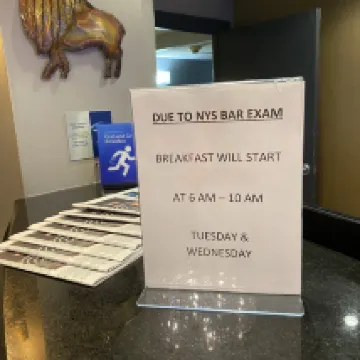 DUE TO NYS BAR EXAM
BREAKFAST WILL START
AT 6 AM – 10 AM
TUESDAY &
WEDNESDAY